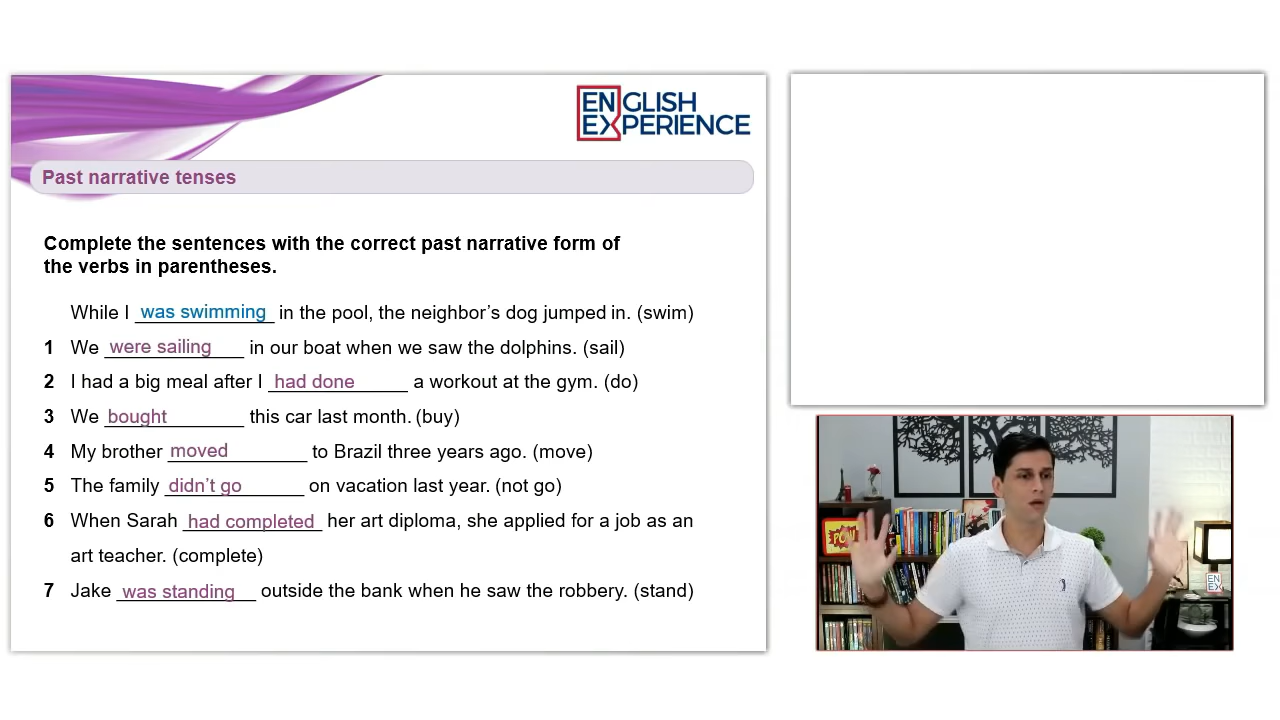 ENGLISH
EXPERIENCE
Past narrative tenses
Complete the sentences with the correct past narrative form of
the verbs in parentheses.
While I was swimming in the pool, the neighbor’s dog jumped in. (swim)
1 We were sailing in our boat when we saw the dolphins. (sail)
2 I had a big meal after I had done a workout at the gym. (do)
3 We bought this car last month. (buy)
4 My brother moved to Brazil three years ago. (move)
5 The family didn’t go on vacation last year. (not go)
6 When Sarah had completed her art diploma, she applied for a job as an
art teacher. (complete)
7 Jake was standing outside the bank when he saw the robbery. (stand)
POW
EN
EX